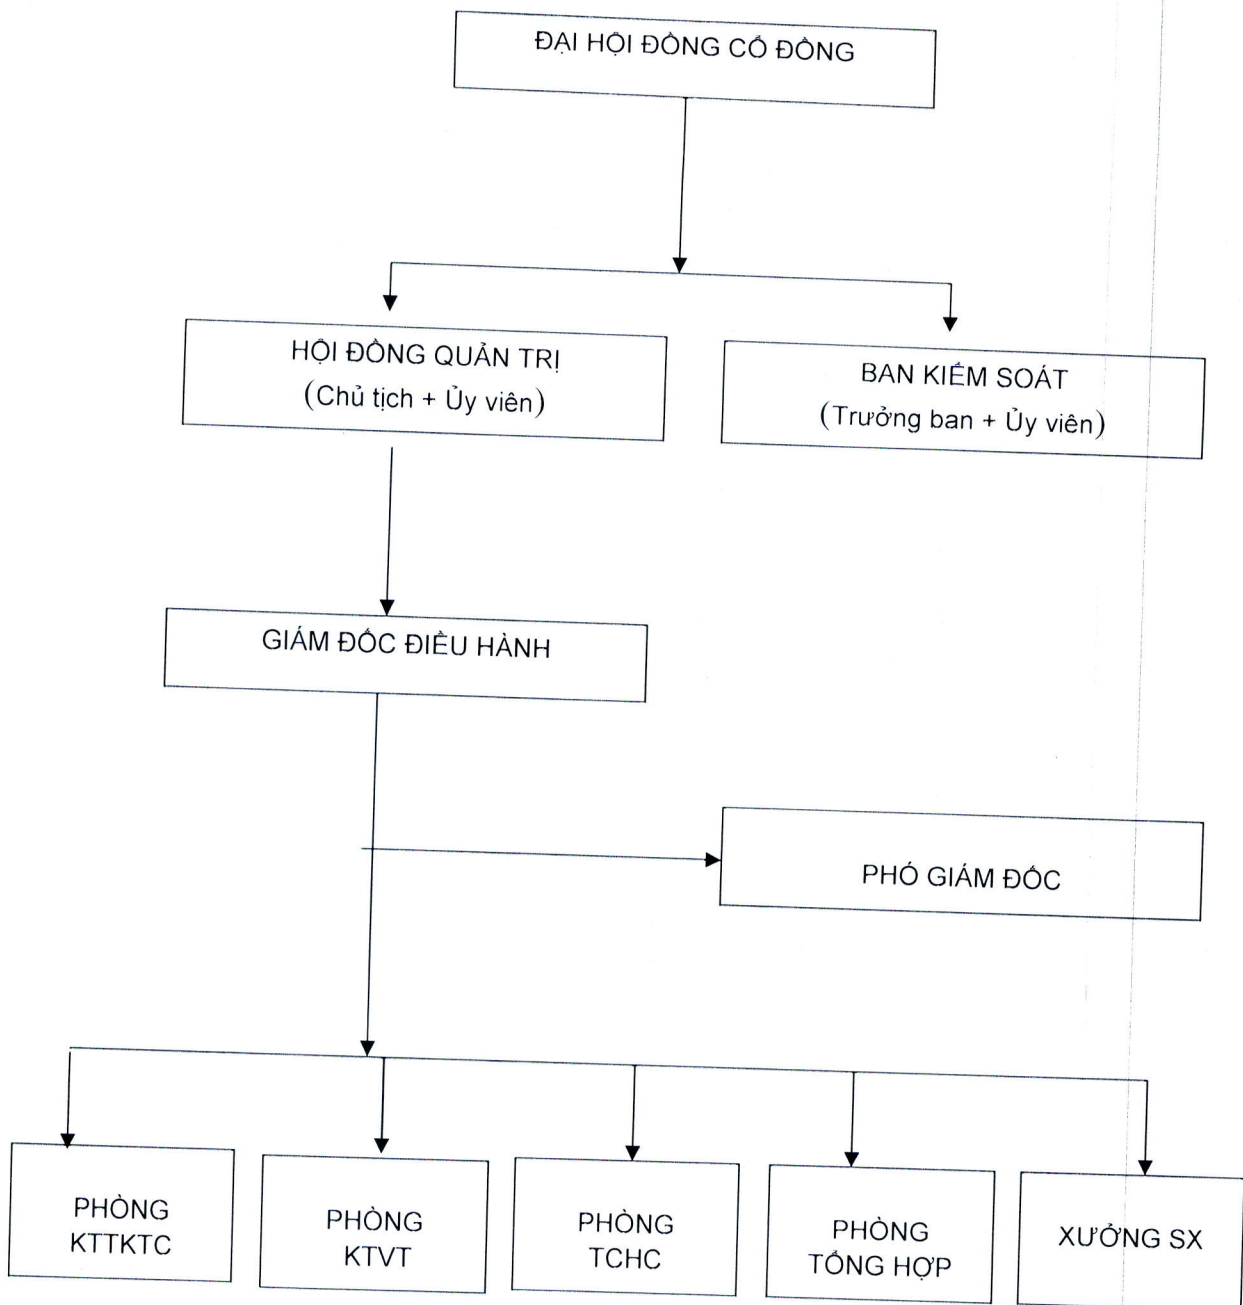 ĐẠI HỘI ĐỒNG CỔ ĐÔNG
HỘI ĐỒNG QUẢN TRỊ
(Chủ tịch + Ủy viên)
BAN KIỂM SOÁT
(Trưởng ban + Ủy viên)
GIÁM ĐỐC ĐIỀU HÀNH
PHÓ GIÁM ĐỐC
PHÒNG
KTTKTC
PHÒNG
KTVT
PHÒNG
TCHC
PHÒNG
TỔNG HỢP
XƯỞNG SX